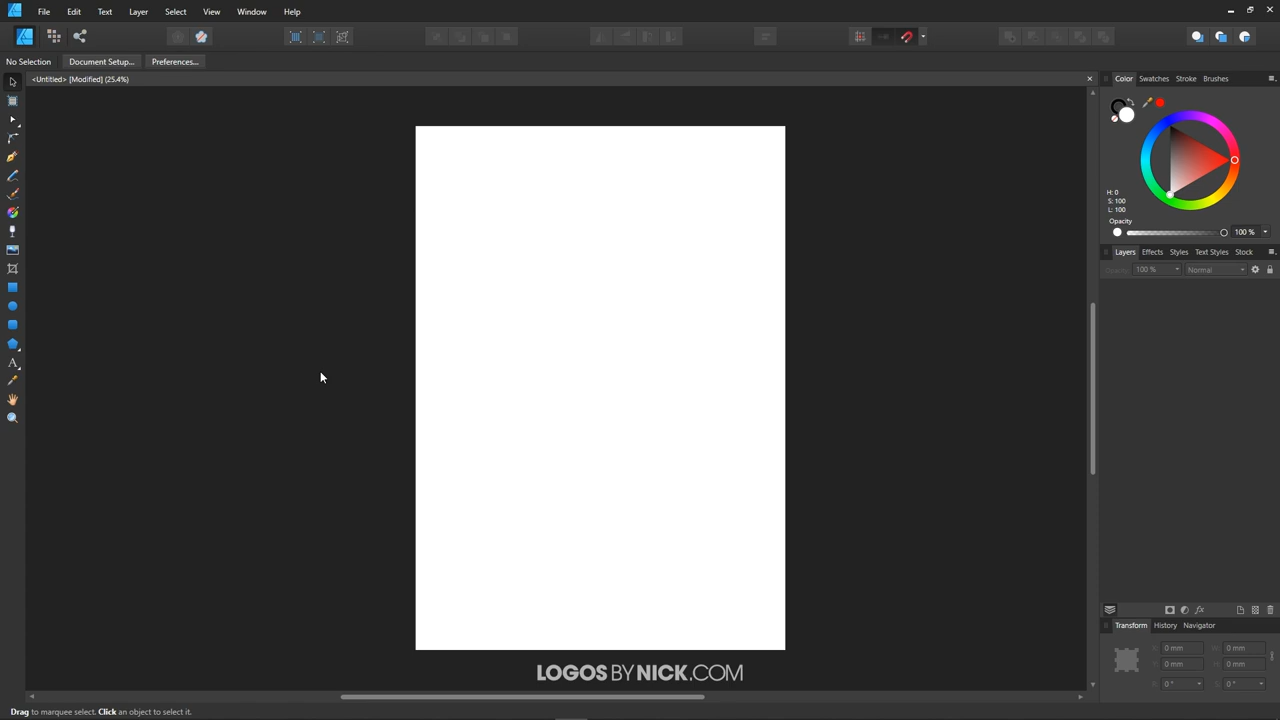 File Edit Text Layer Select View Window Help
No Selection Document Setup... Preferences...
<Untitled> [Modified] (25.4%)
Color Swatches Stroke Brushes
H: 0
S: 100
L: 100
Opacity
100 %
Layers Effects Styles Text Styles Stock
Opacity: 100 % Normal
Transform History Navigator
X: 0 mm W: 0 mm
Y: 0 mm H: 0 mm
R: 0 ° S: 0 °
LOGOSBYNICK.COM
Drag to marquee select. Click an object to select it.